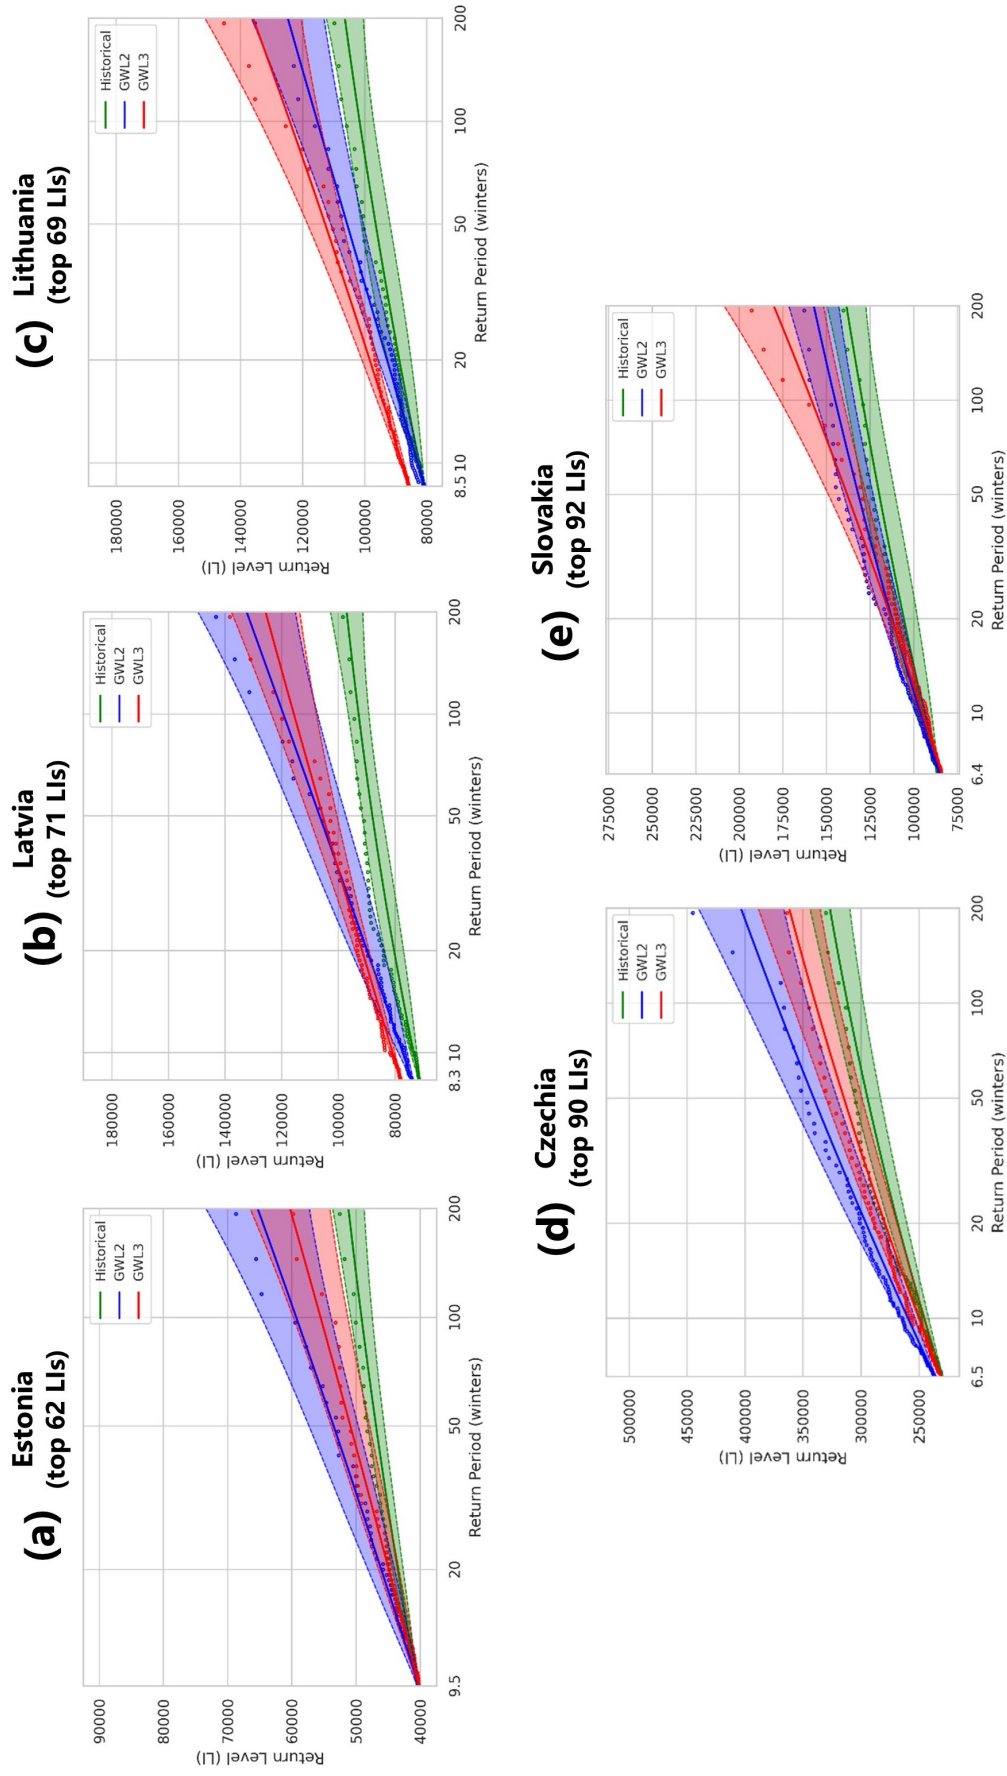 (a) Estonia
(top 62 LIs)
Return Level (LI)
90000
80000
70000
60000
50000
40000
9.5
20
50
100
200
Return Period (winters)
Historical
GWL2
GWL3
(b) Latvia
(top 71 LIs)
Return Level (LI)
180000
160000
140000
120000
100000
80000
8.3
10
20
50
100
200
Return Period (winters)
Historical
GWL2
GWL3
(c) Lithuania
(top 69 LIs)
Return Level (LI)
180000
160000
140000
120000
100000
80000
8.5
10
20
50
100
200
Return Period (winters)
Historical
GWL2
GWL3
(d) Czechia
(top 90 LIs)
Return Level (LI)
500000
450000
400000
350000
300000
250000
6.5
10
20
50
100
200
Return Period (winters)
Historical
GWL2
GWL3
(e) Slovakia
(top 92 LIs)
Return Level (LI)
275000
250000
225000
200000
175000
150000
125000
100000
75000
6.4
10
20
50
100
200
Return Period (winters)
Historical
GWL2
GWL3